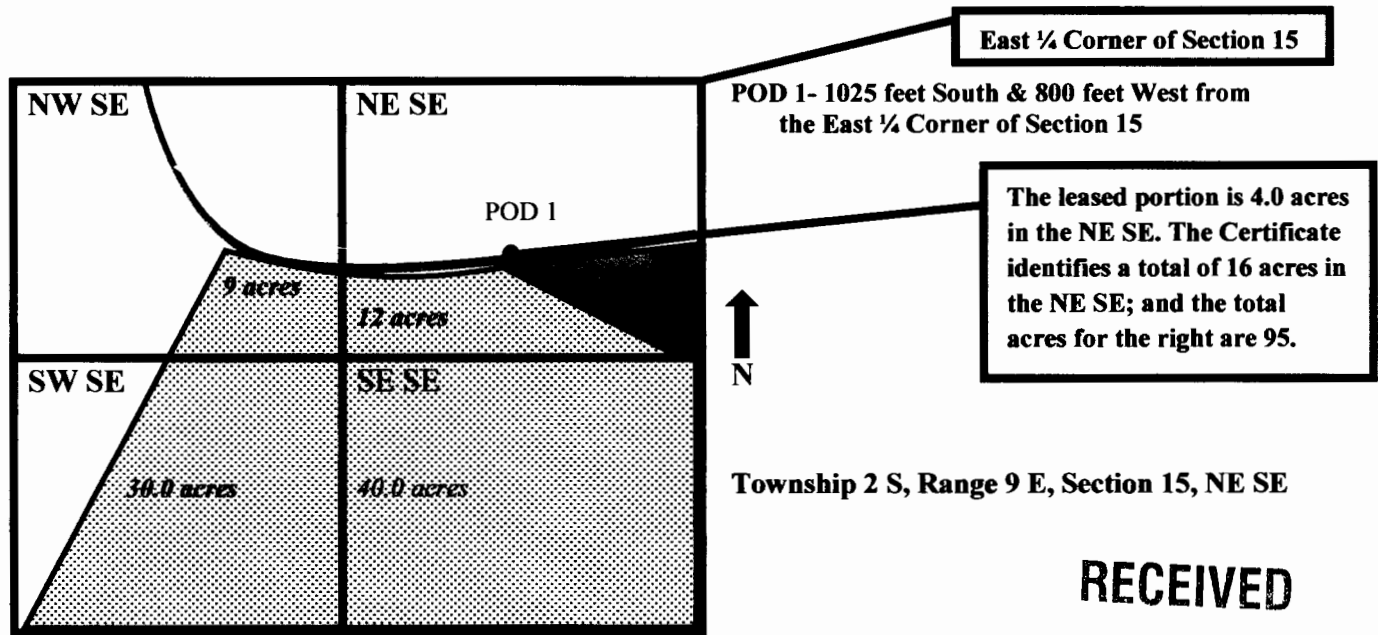 East ¼ Corner of Section 15
NW SE
NE SE
POD 1- 1025 feet South & 800 feet West from
the East ¼ Corner of Section 15
POD 1
The leased portion is 4.0 acres
in the NE SE. The Certificate
identifies a total of 16 acres in
the NE SE; and the total
acres for the right are 95.
9 acres
12 acres
N
SW SE
SE SE
30.0 acres
40.0 acres
Township 2 S, Range 9 E, Section 15, NE SE
RECEIVED